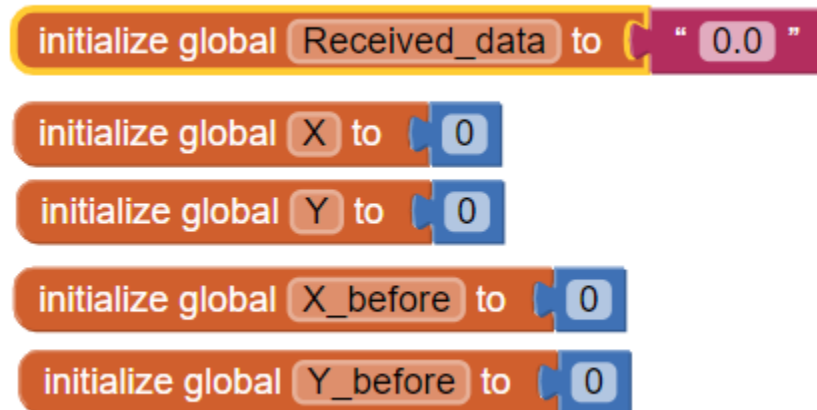 initialize global Received_data to “ 0.0 ”
initialize global X to 0
initialize global Y to 0
initialize global X_before to 0
initialize global Y_before to 0